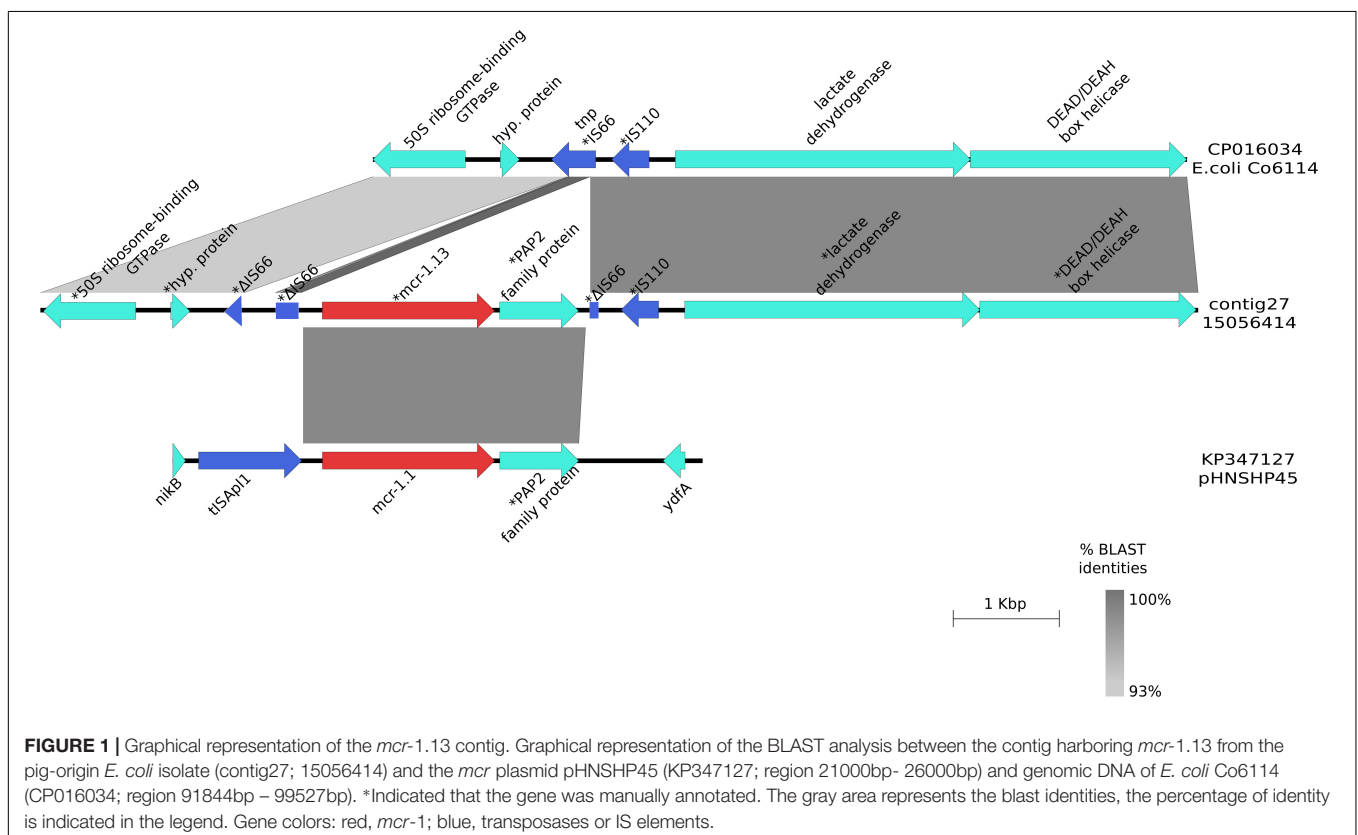 50S ribosome-binding
GTPase
hyp. protein
tnp
*IS66
*IS110
lactate
dehydrogenase
DEAD/DEAH
box helicase
CP016034
E.coli Co6114
*50S ribosome-binding
GTPase
*hyp. protein
*ΔIS66
*ΔIS66
*mcr-1.13
*PAP2
family protein
*ΔIS66
*IS110
*lactate
dehydrogenase
*DEAD/DEAH
box helicase
contig27
15056414
nikB
tISApl1
mcr-1.1
*PAP2
family protein
ydfA
KP347127
pHNSHP45
1 Kbp
% BLAST
identities
100%
93%
FIGURE 1 | Graphical representation of the mcr-1.13 contig. Graphical representation of the BLAST analysis between the contig harboring mcr-1.13 from the
pig-origin E. coli isolate (contig27; 15056414) and the mcr plasmid pHNSHP45 (KP347127; region 21000bp- 26000bp) and genomic DNA of E. coli Co6114
(CP016034; region 91844bp – 99527bp). *Indicated that the gene was manually annotated. The gray area represents the blast identities, the percentage of identity
is indicated in the legend. Gene colors: red, mcr-1; blue, transposases or IS elements.